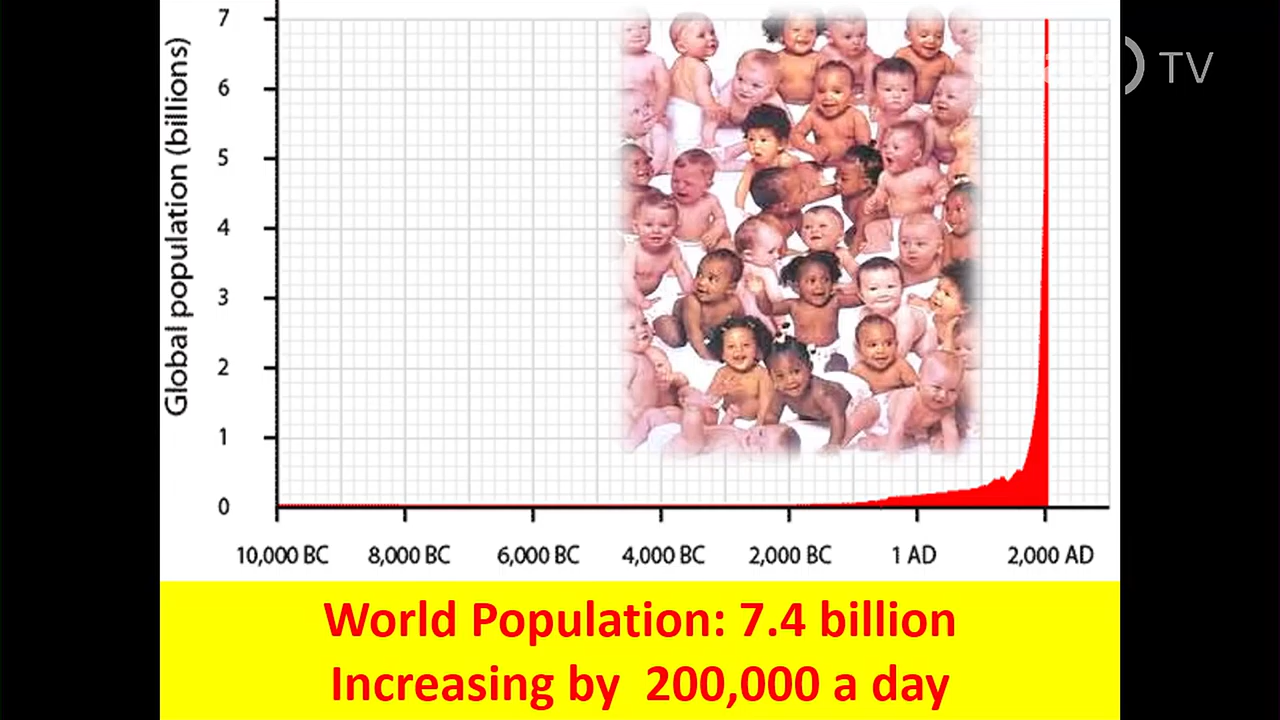 Global population (billions)
7
6
5
4
3
2
1
0
10,000 BC
8,000 BC
6,000 BC
4,000 BC
2,000 BC
1 AD
2,000 AD
TV
World Population: 7.4 billion
Increasing by 200,000 a day